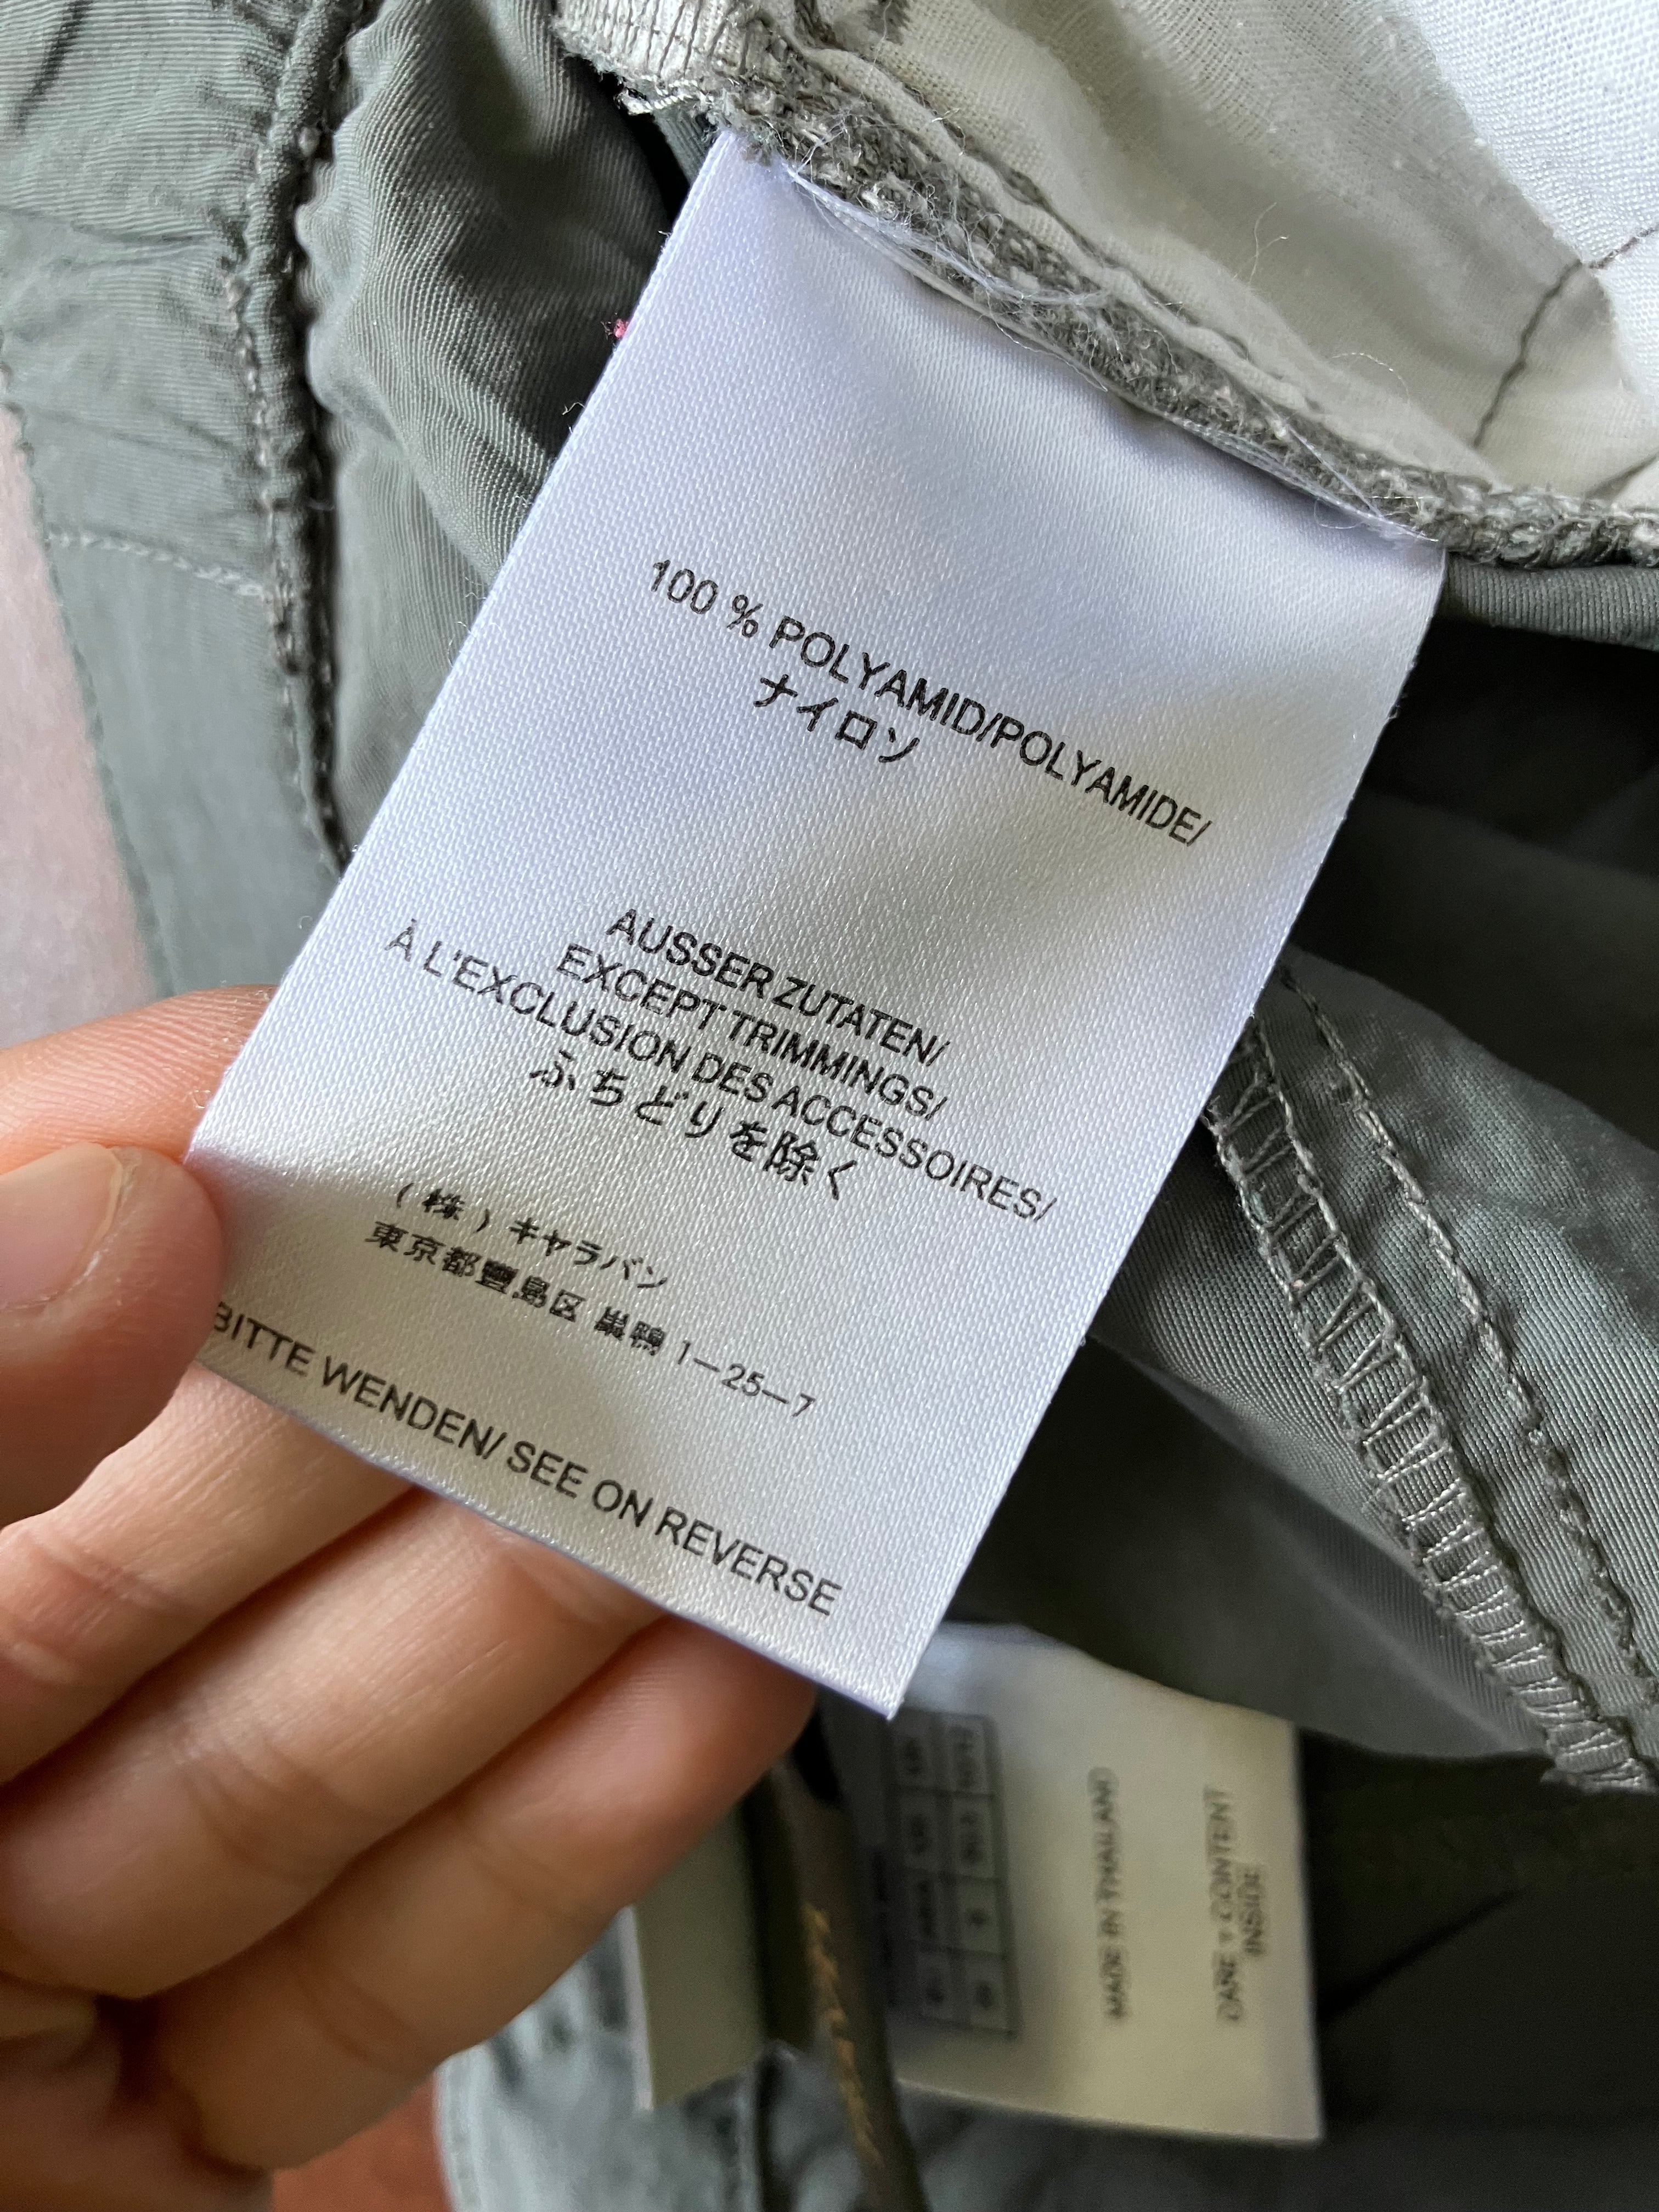 100 % POLYAMID/POLYAMIDE/
ナイロン
AUSSER ZUTATEN/
EXCEPT TRIMMINGS/
À L'EXCLUSION DES ACCESSOIRES/
ふちどりを除く
(株)キャラバン
東京都豐島区 巣鴨 1－25－7
BITTE WENDEN/ SEE ON REVERSE
MADE IN THAILAND
CARE + CONTENT
INSIDE